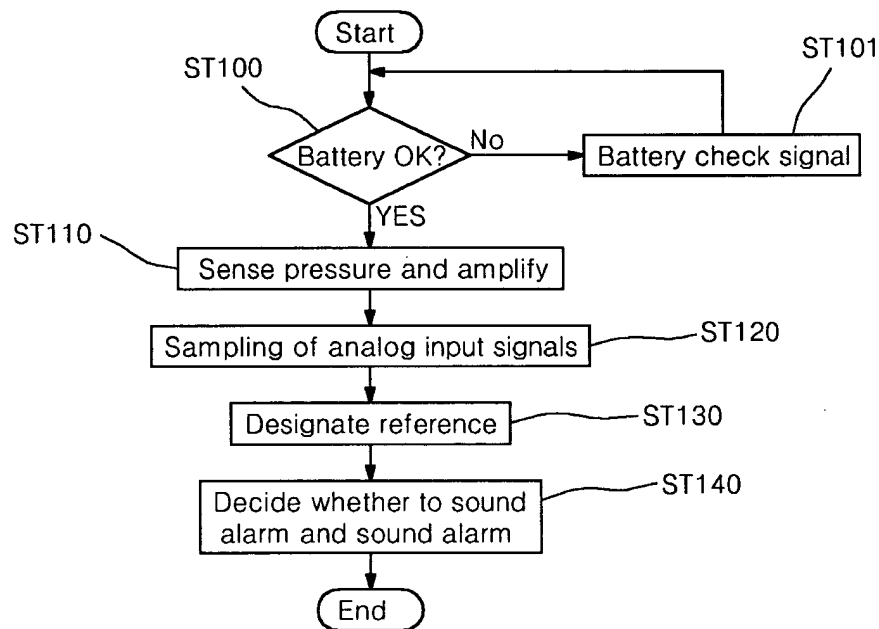 Start
ST100
ST101
Battery OK?
No
Battery check signal
YES
ST110
Sense pressure and amplify
Sampling of analog input signals
ST120
Designate reference
ST130
Decide whether to sound
alarm and sound alarm
ST140
End